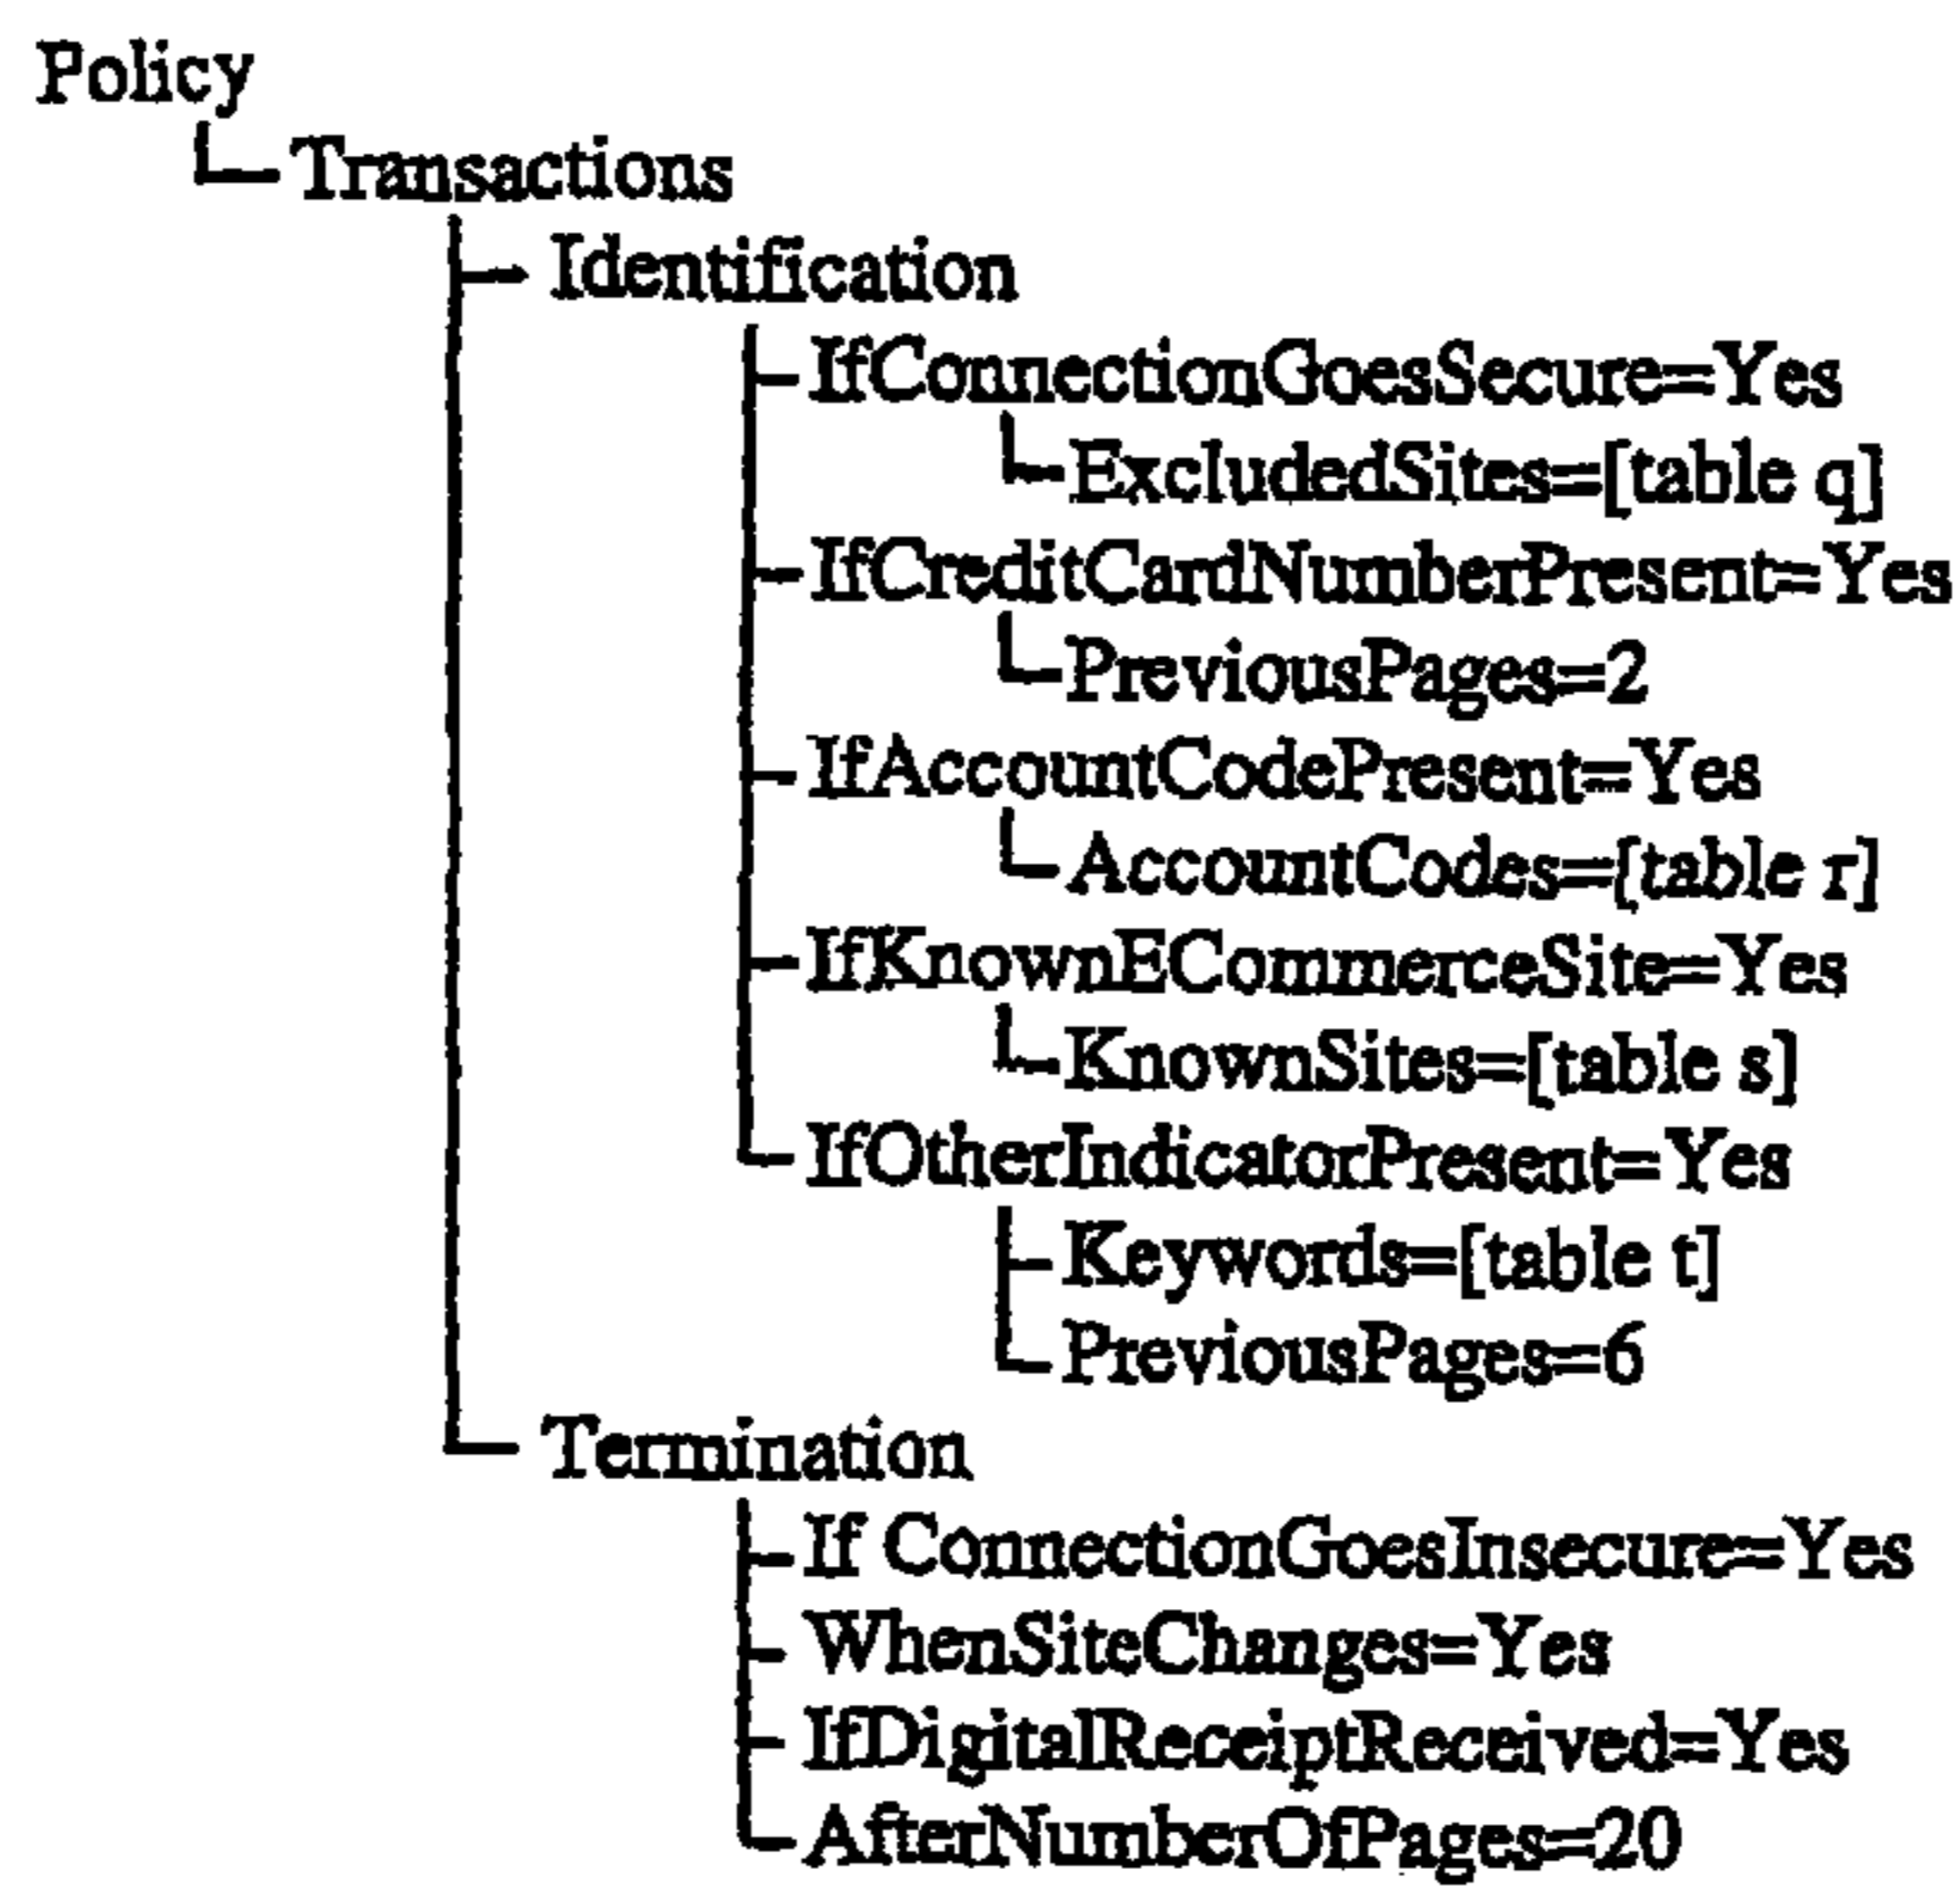 Policy
Transactions
Identification
IfConnectionGoesSecure=Yes
ExcludedSites=[table q]
IfCreditCardNumberPresent=Yes
PreviousPages=2
IfAccountCodePresent=Yes
AccountCodes=[table r]
IfKnownECommerceSite=Yes
KnownSites=[table s]
IfOtherIndicatorPresent=Yes
Keywords=[table t]
PreviousPages=6
Termination
If ConnectionGoesInsecure=Yes
WhenSiteChanges=Yes
IfDigitalReceiptReceived=Yes
AfterNumberOfPages=20